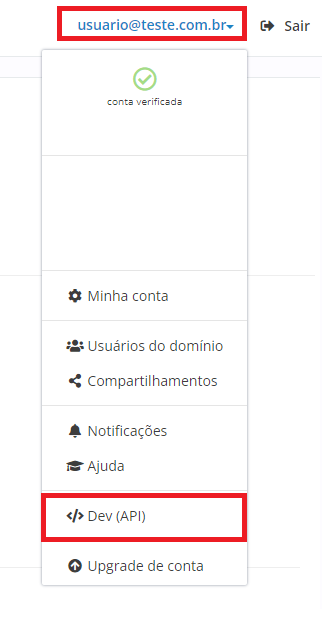 usuario@teste.com.br
Sair
conta verificada
Minha conta
Usuários do domínio
Compartilhamentos
Notificações
Ajuda
Dev (API)
Upgrade de conta